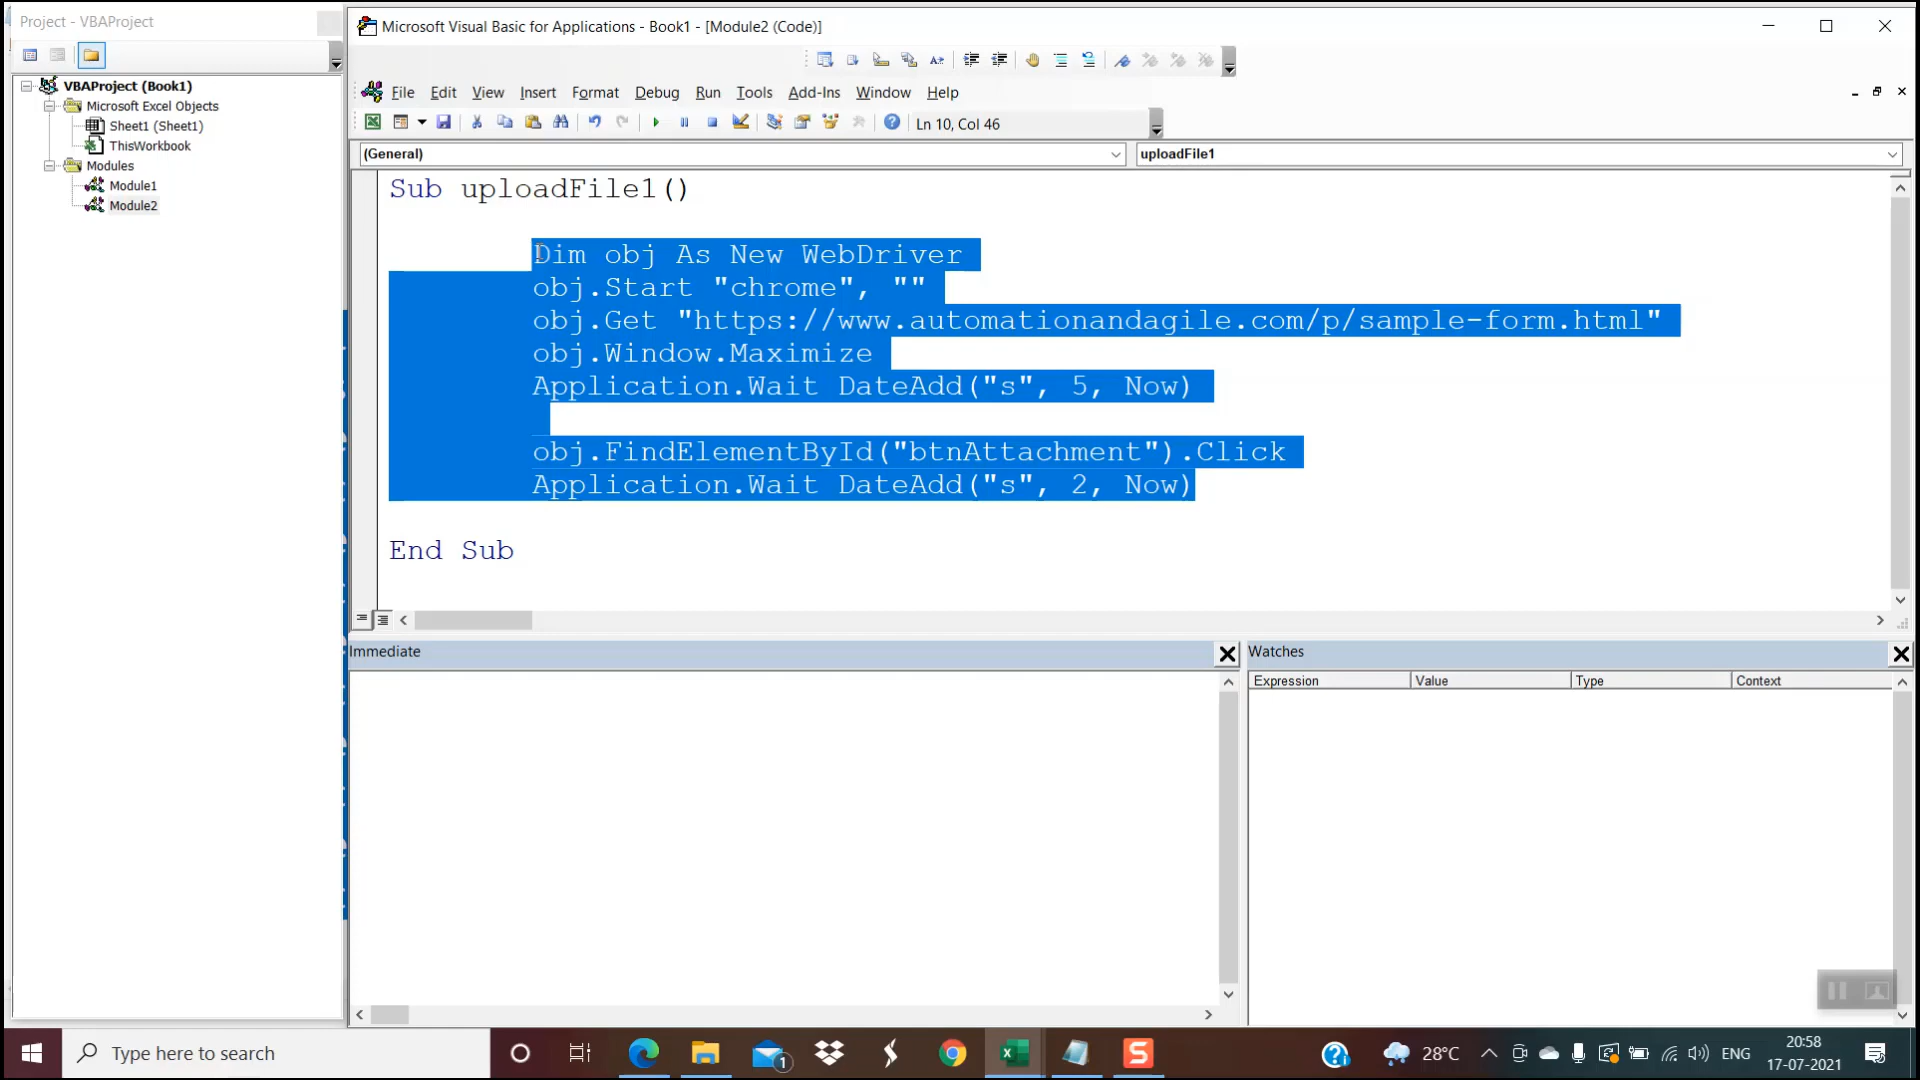 Project - VBAProject
VBAProject (Book1)
Microsoft Excel Objects
Sheet1 (Sheet1)
ThisWorkbook
Modules
Module1
Module2
Microsoft Visual Basic for Applications - Book1 - [Module2 (Code)]
File Edit View Insert Format Debug Run Tools Add-Ins Window Help
Ln 10, Col 46
(General) uploadFile1
Sub uploadFile1()
Dim obj As New WebDriver
obj.Start "chrome", ""
obj.Get "https://www.automationandagile.com/p/sample-form.html"
obj.Window.Maximize
Application.Wait DateAdd("s", 5, Now)
obj.FindElementById("btnAttachment").Click
Application.Wait DateAdd("s", 2, Now)
End Sub
Immediate
Watches
Expression Value Type Context
Type here to search
1
28°C
ENG
20:58
17-07-2021